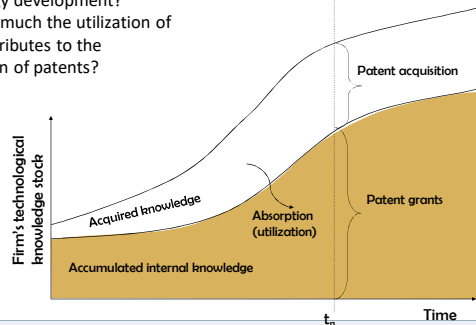 much the utilization of
ributes to the
n of patents?
Patent acquisition
Acquired knowledge
Absorption
(utilization)
Patent grants
Accumulated internal knowledge
Firm's technological
knowledge stock
tn
Time